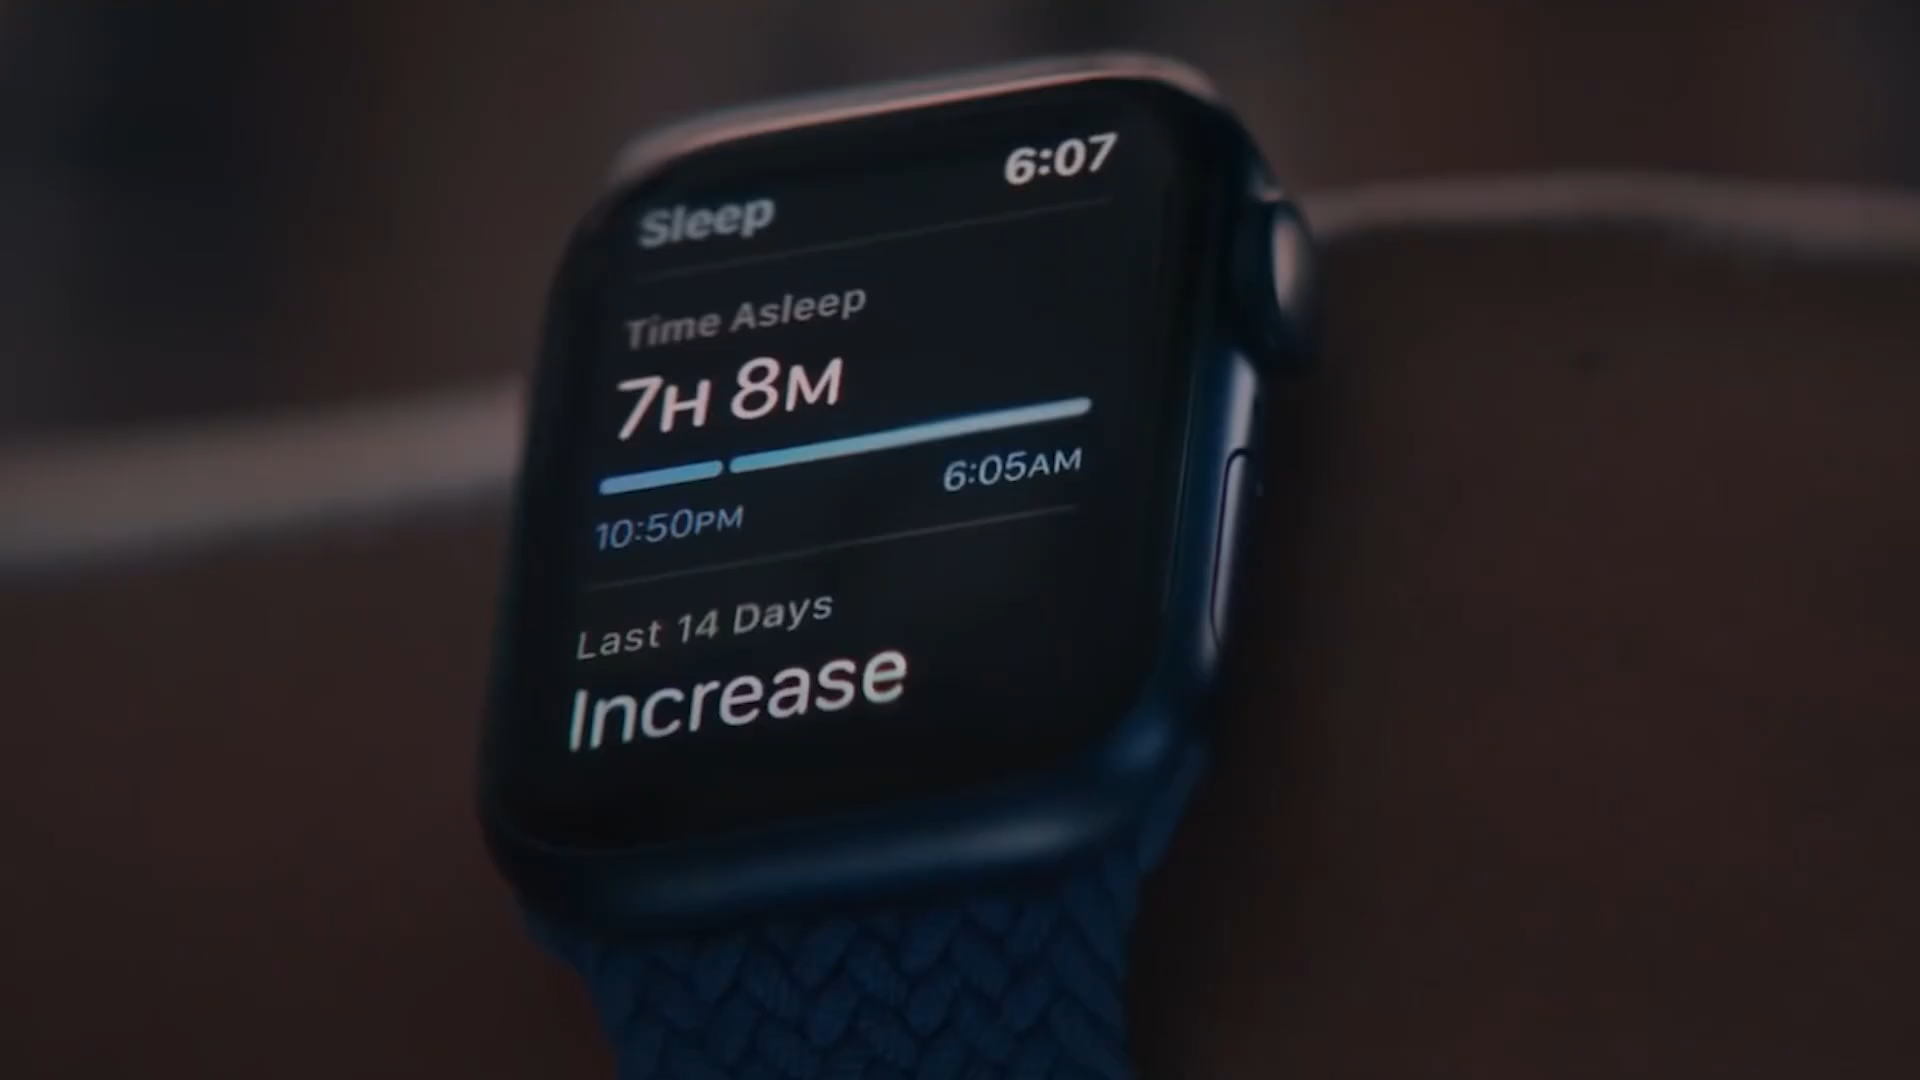 6:07
Sleep
Time Asleep
7H 8M
10:50PM 6:05AM
Last 14 Days
Increase